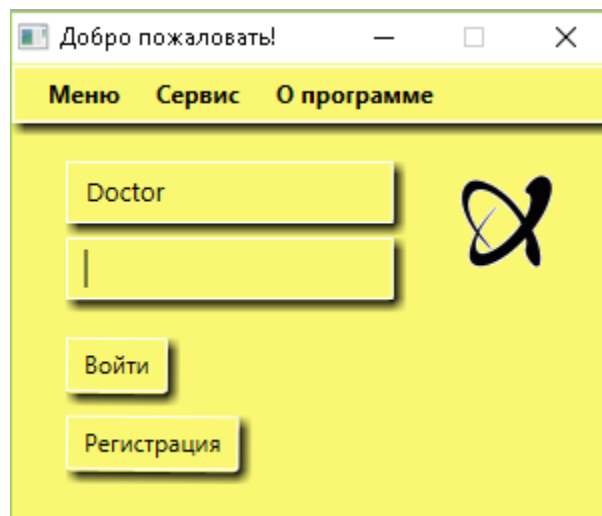 Добро пожаловать!
Меню Сервис О программе
Doctor
Войти
Регистрация